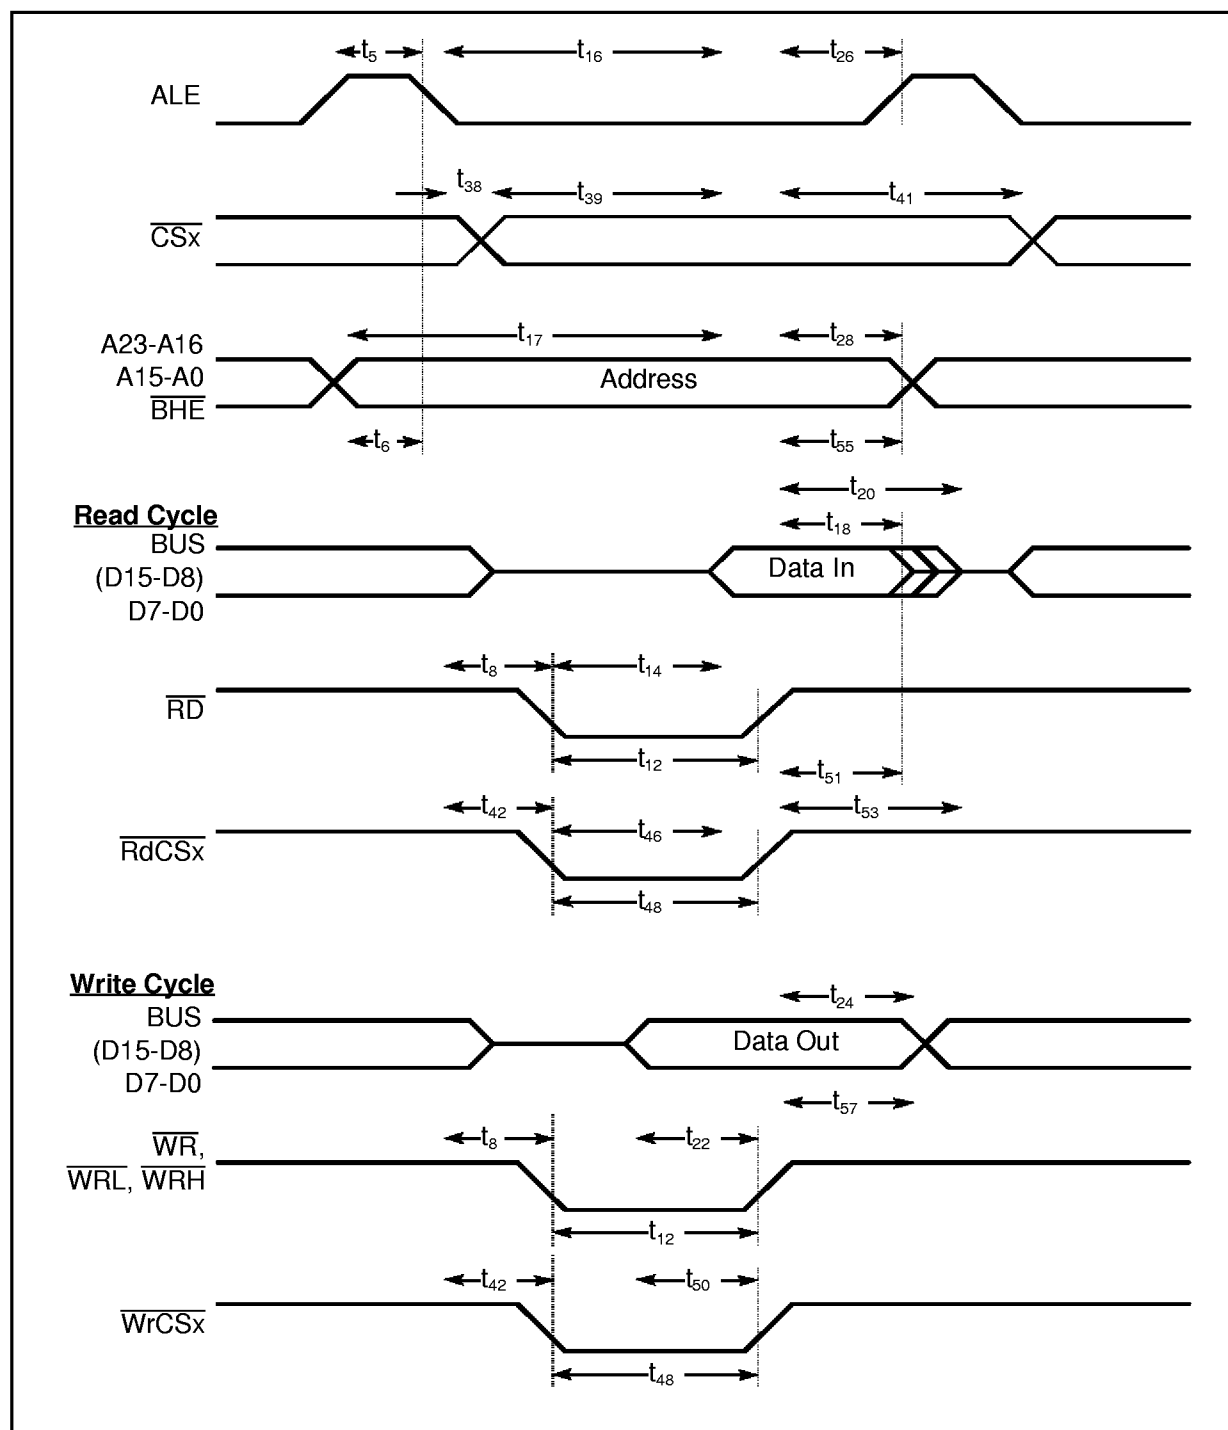 t5 t16 t26
ALE
t38 t39 t41
CSx
t17 t28
A23-A16
A15-A0
Address
BHE
t6 t55
t20
Read Cycle
t18
BUS
(D15-D8)
Data In
D7-D0
t8 t14
RD
t12
t51
t42 t53
t46
RdCSx
t48
Write Cycle
t24
BUS
(D15-D8)
Data Out
D7-D0
t57
t8 t22
WR,
WRL, WRH
t12
t42 t50
WrCSx
t48